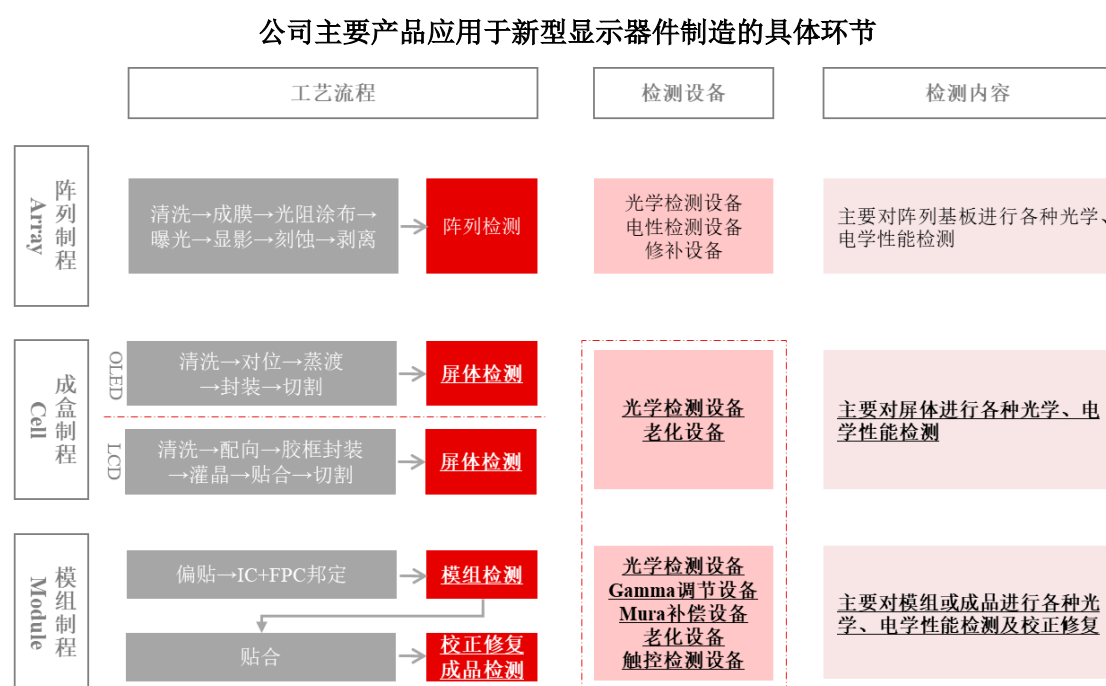 公司主要产品应用于新型显示器件制造的具体环节
工艺流程
检测设备
检测内容
阵列制程
Array
清洗→成膜→光阻涂布→
曝光→显影→刻蚀→剥离
阵列检测
光学检测设备
电性检测设备
修补设备
主要对阵列基板进行各种光学、
电学性能检测
成盒制程
Cell
OLED
清洗→对位→蒸渡
→封装→切割
屏体检测
LCD
清洗→配向→胶框封装
→灌晶→贴合→切割
屏体检测
光学检测设备
老化设备
主要对屏体进行各种光学、电
学性能检测
模组制程
Module
偏贴→IC+FPC邦定
模组检测
贴合
校正修复
成品检测
光学检测设备
Gamma调节设备
Mura补偿设备
老化设备
触控检测设备
主要对模组或成品进行各种光
学、电学性能检测及校正修复